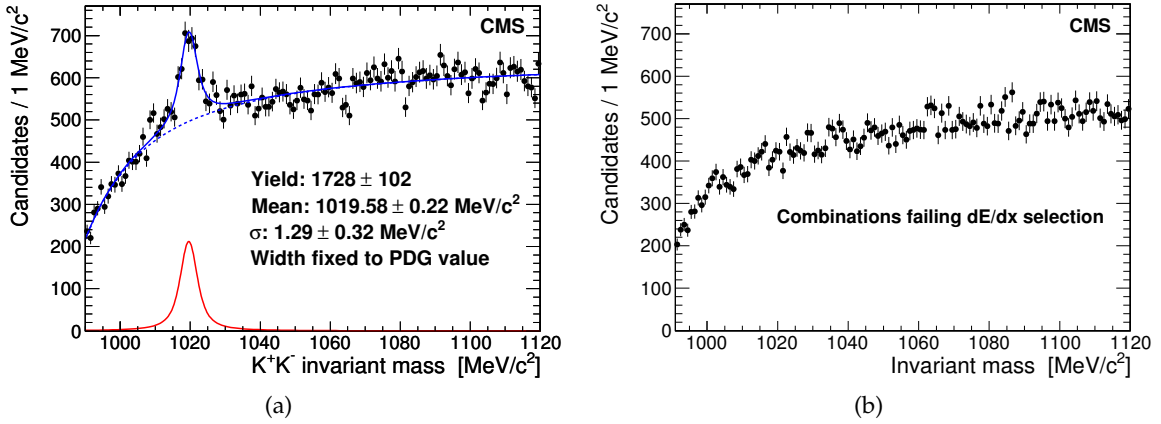 CMS
Candidates / 1 MeV/c²
700
600
500
400
300
200
100
0
Yield: 1728 ± 102
Mean: 1019.58 ± 0.22 MeV/c²
σ: 1.29 ± 0.32 MeV/c²
Width fixed to PDG value
1000 1020 1040 1060 1080 1100 1120
K⁺K⁻ invariant mass [MeV/c²]
(a)
CMS
Candidates / 1 MeV/c²
700
600
500
400
300
200
100
0
Combinations failing dE/dx selection
1000 1020 1040 1060 1080 1100 1120
Invariant mass [MeV/c²]
(b)